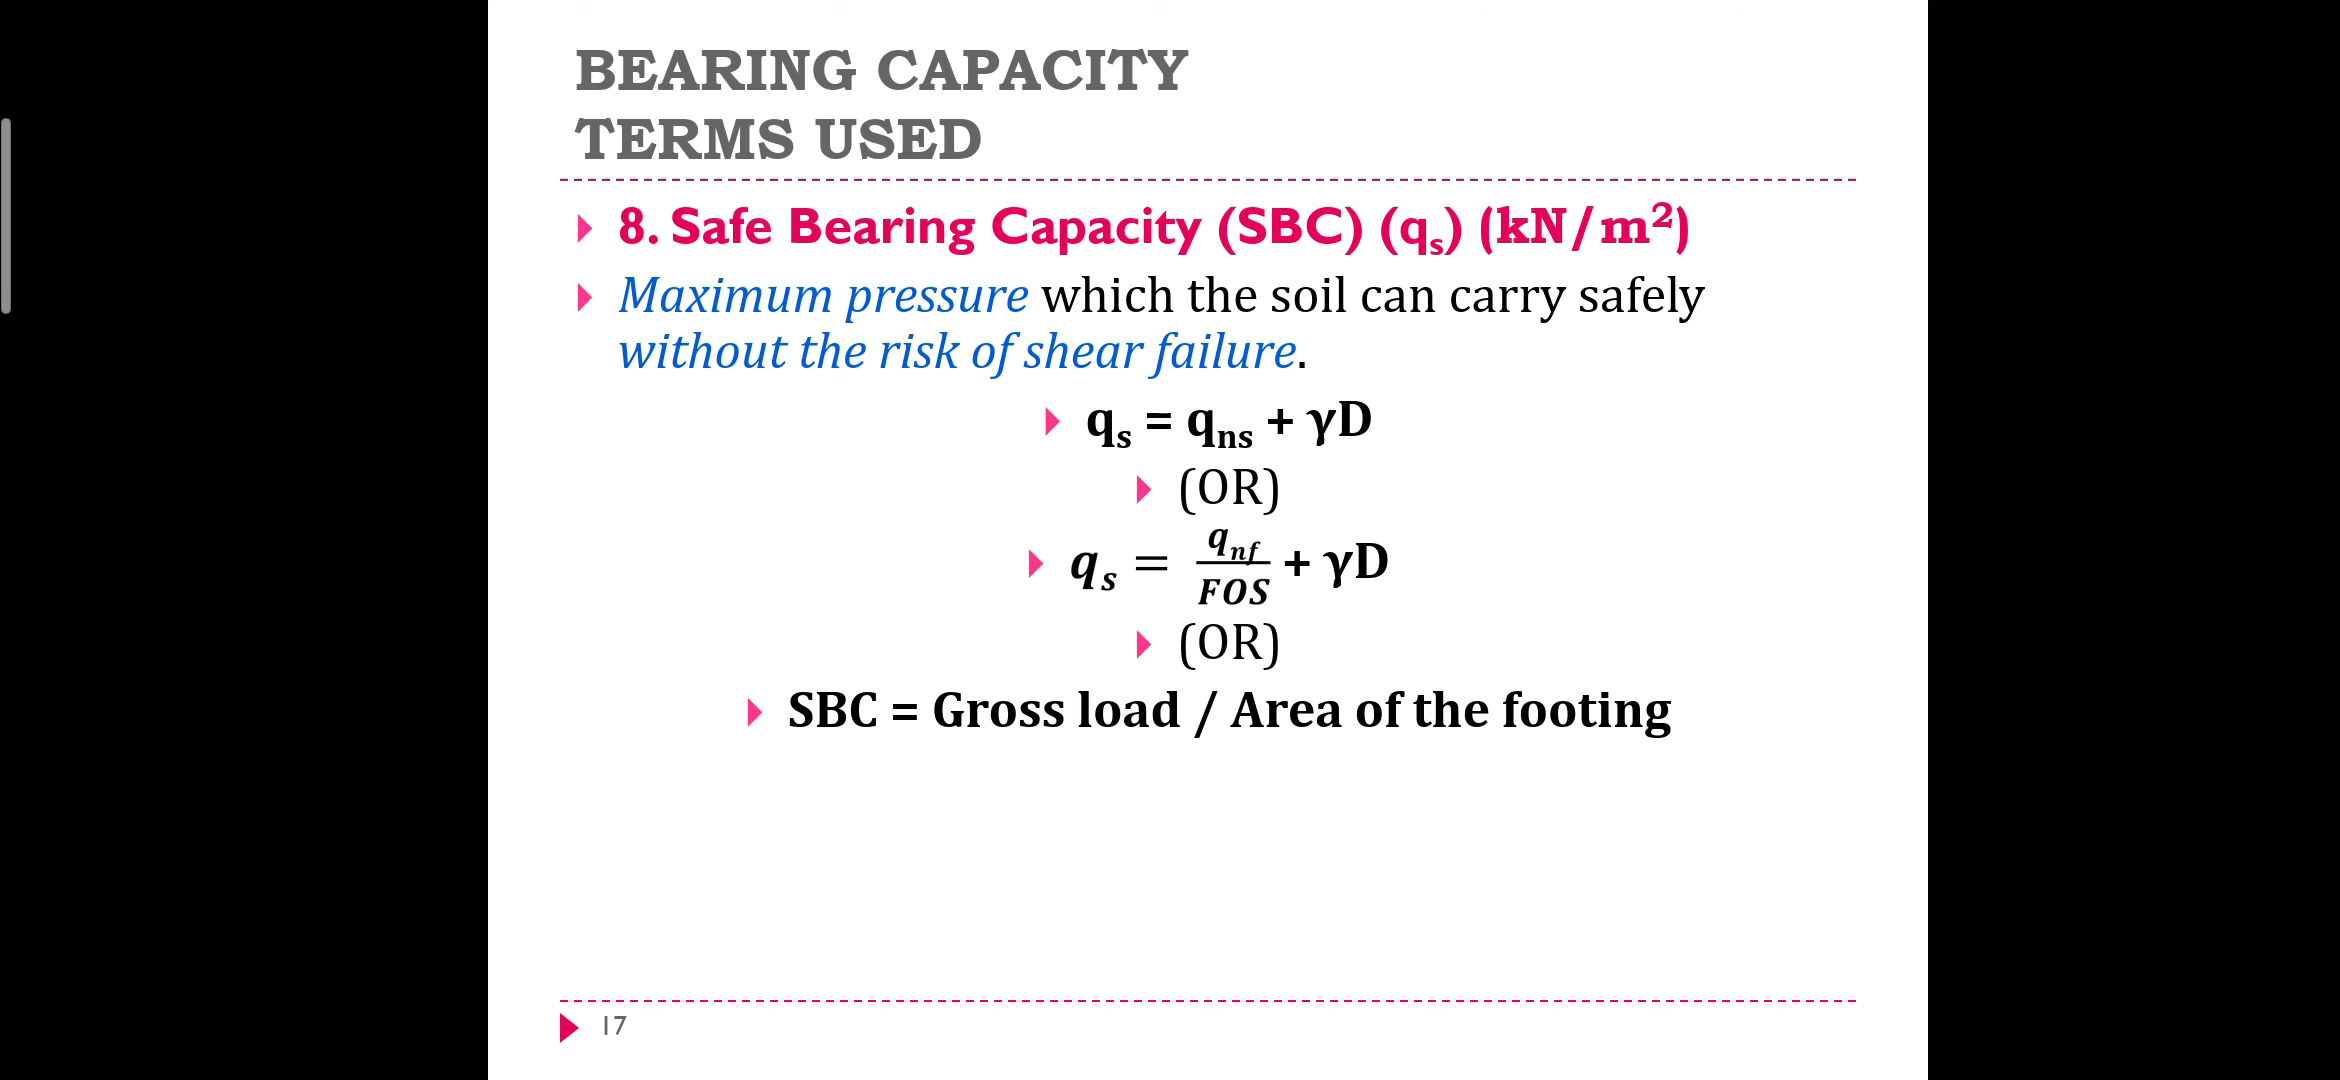 BEARING CAPACITY
TERMS USED
8. Safe Bearing Capacity (SBC) (qₛ) (kN/m²)
Maximum pressure which the soil can carry safely
without the risk of shear failure.
qₛ = qₙₛ + γD
(OR)
qₛ = q_nf/FOS + γD
(OR)
SBC = Gross load / Area of the footing
17